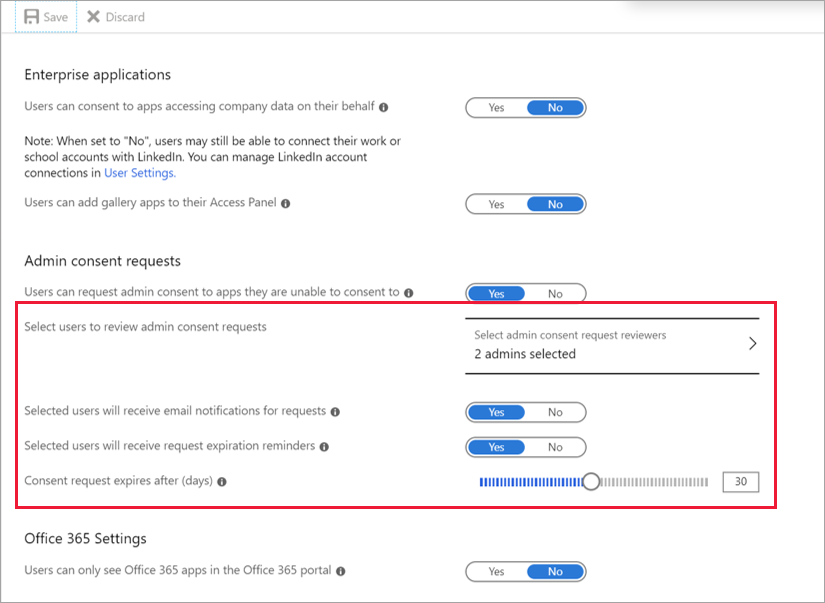 Save Discard
Enterprise applications
Users can consent to apps accessing company data on their behalf Yes No
Note: When set to "No", users may still be able to connect their work or
school accounts with LinkedIn. You can manage LinkedIn account
connections in User Settings.
Users can add gallery apps to their Access Panel Yes No
Admin consent requests
Users can request admin consent to apps they are unable to consent to Yes No
Select users to review admin consent requests
Select admin consent request reviewers
2 admins selected
Selected users will receive email notifications for requests Yes No
Selected users will receive request expiration reminders Yes No
Consent request expires after (days) 30
Office 365 Settings
Users can only see Office 365 apps in the Office 365 portal Yes No